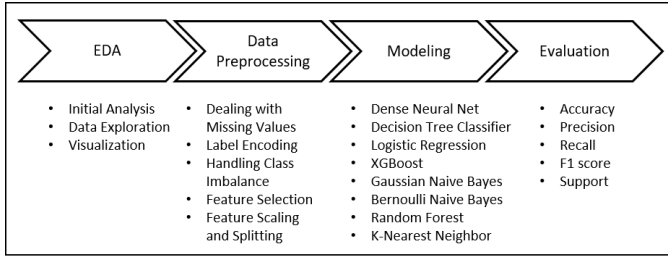 EDA
Data
Preprocessing
Modeling
Evaluation
• Initial Analysis
• Data Exploration
• Visualization
• Dealing with
Missing Values
• Label Encoding
• Handling Class
Imbalance
• Feature Selection
• Feature Scaling
and Splitting
• Dense Neural Net
• Decision Tree Classifier
• Logistic Regression
• XGBoost
• Gaussian Naive Bayes
• Bernoulli Naive Bayes
• Random Forest
• K-Nearest Neighbor
• Accuracy
• Precision
• Recall
• F1 score
• Support